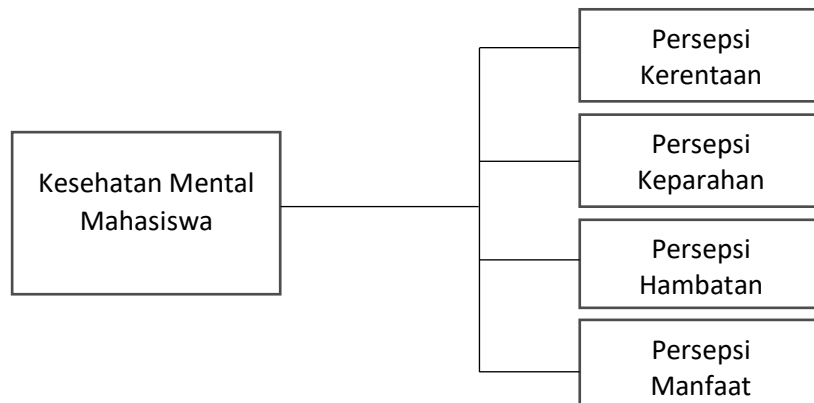 Persepsi
Kerentaan
Kesehatan Mental
Mahasiswa
Persepsi
Keparahan
Persepsi
Hambatan
Persepsi
Manfaat